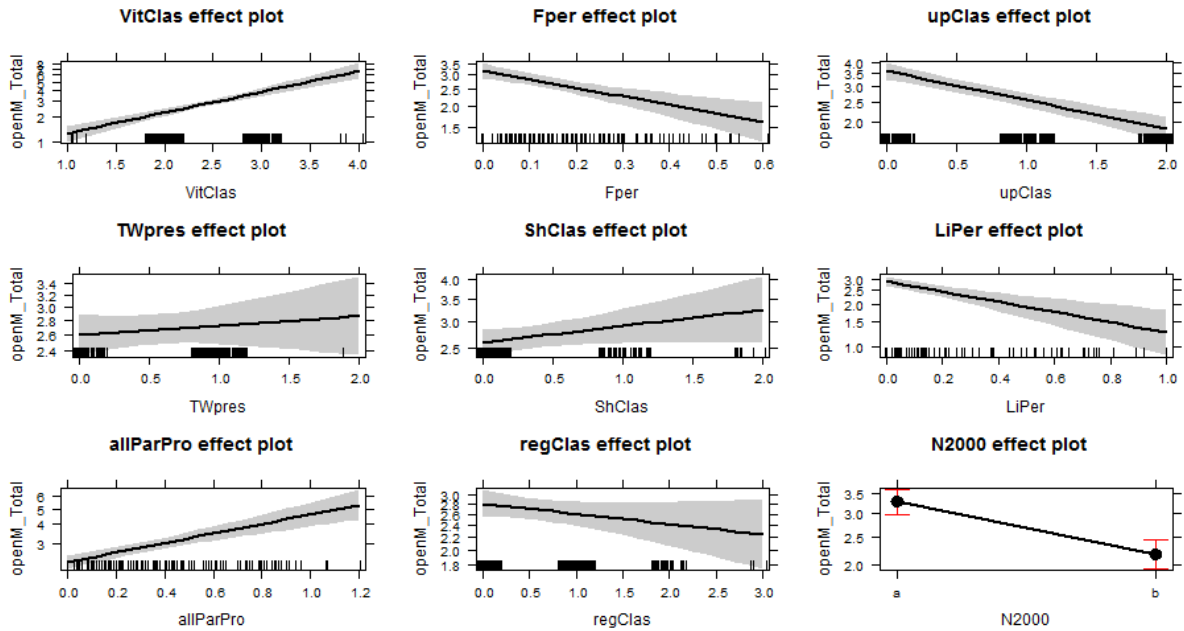 VitClas effect plot
openM_Total
8
3
2
1
1.0 1.5 2.0 2.5 3.0 3.5 4.0
VitClas
Fper effect plot
openM_Total
3.5
3.0
2.5
2.0
1.5
0.0 0.1 0.2 0.3 0.4 0.5 0.6
Fper
upClas effect plot
openM_Total
4.0
3.5
3.0
2.5
2.0
0.0 0.5 1.0 1.5 2.0
upClas
TWpres effect plot
openM_Total
3.4
3.2
3.0
2.8
2.6
2.4
0.0 0.5 1.0 1.5 2.0
TWpres
ShClas effect plot
openM_Total
4.0
3.5
3.0
2.5
0.0 0.5 1.0 1.5 2.0
ShClas
LiPer effect plot
openM_Total
3.0
2.5
2.0
1.5
1.0
0.0 0.2 0.4 0.6 0.8 1.0
LiPer
allParPro effect plot
openM_Total
6
5
4
3
0.0 0.2 0.4 0.6 0.8 1.0 1.2
allParPro
regClas effect plot
openM_Total
3.0
2.8
2.6
2.4
2.2
2.0
1.8
0.0 0.5 1.0 1.5 2.0 2.5 3.0
regClas
N2000 effect plot
openM_Total
3.5
3.0
2.5
2.0
a b
N2000